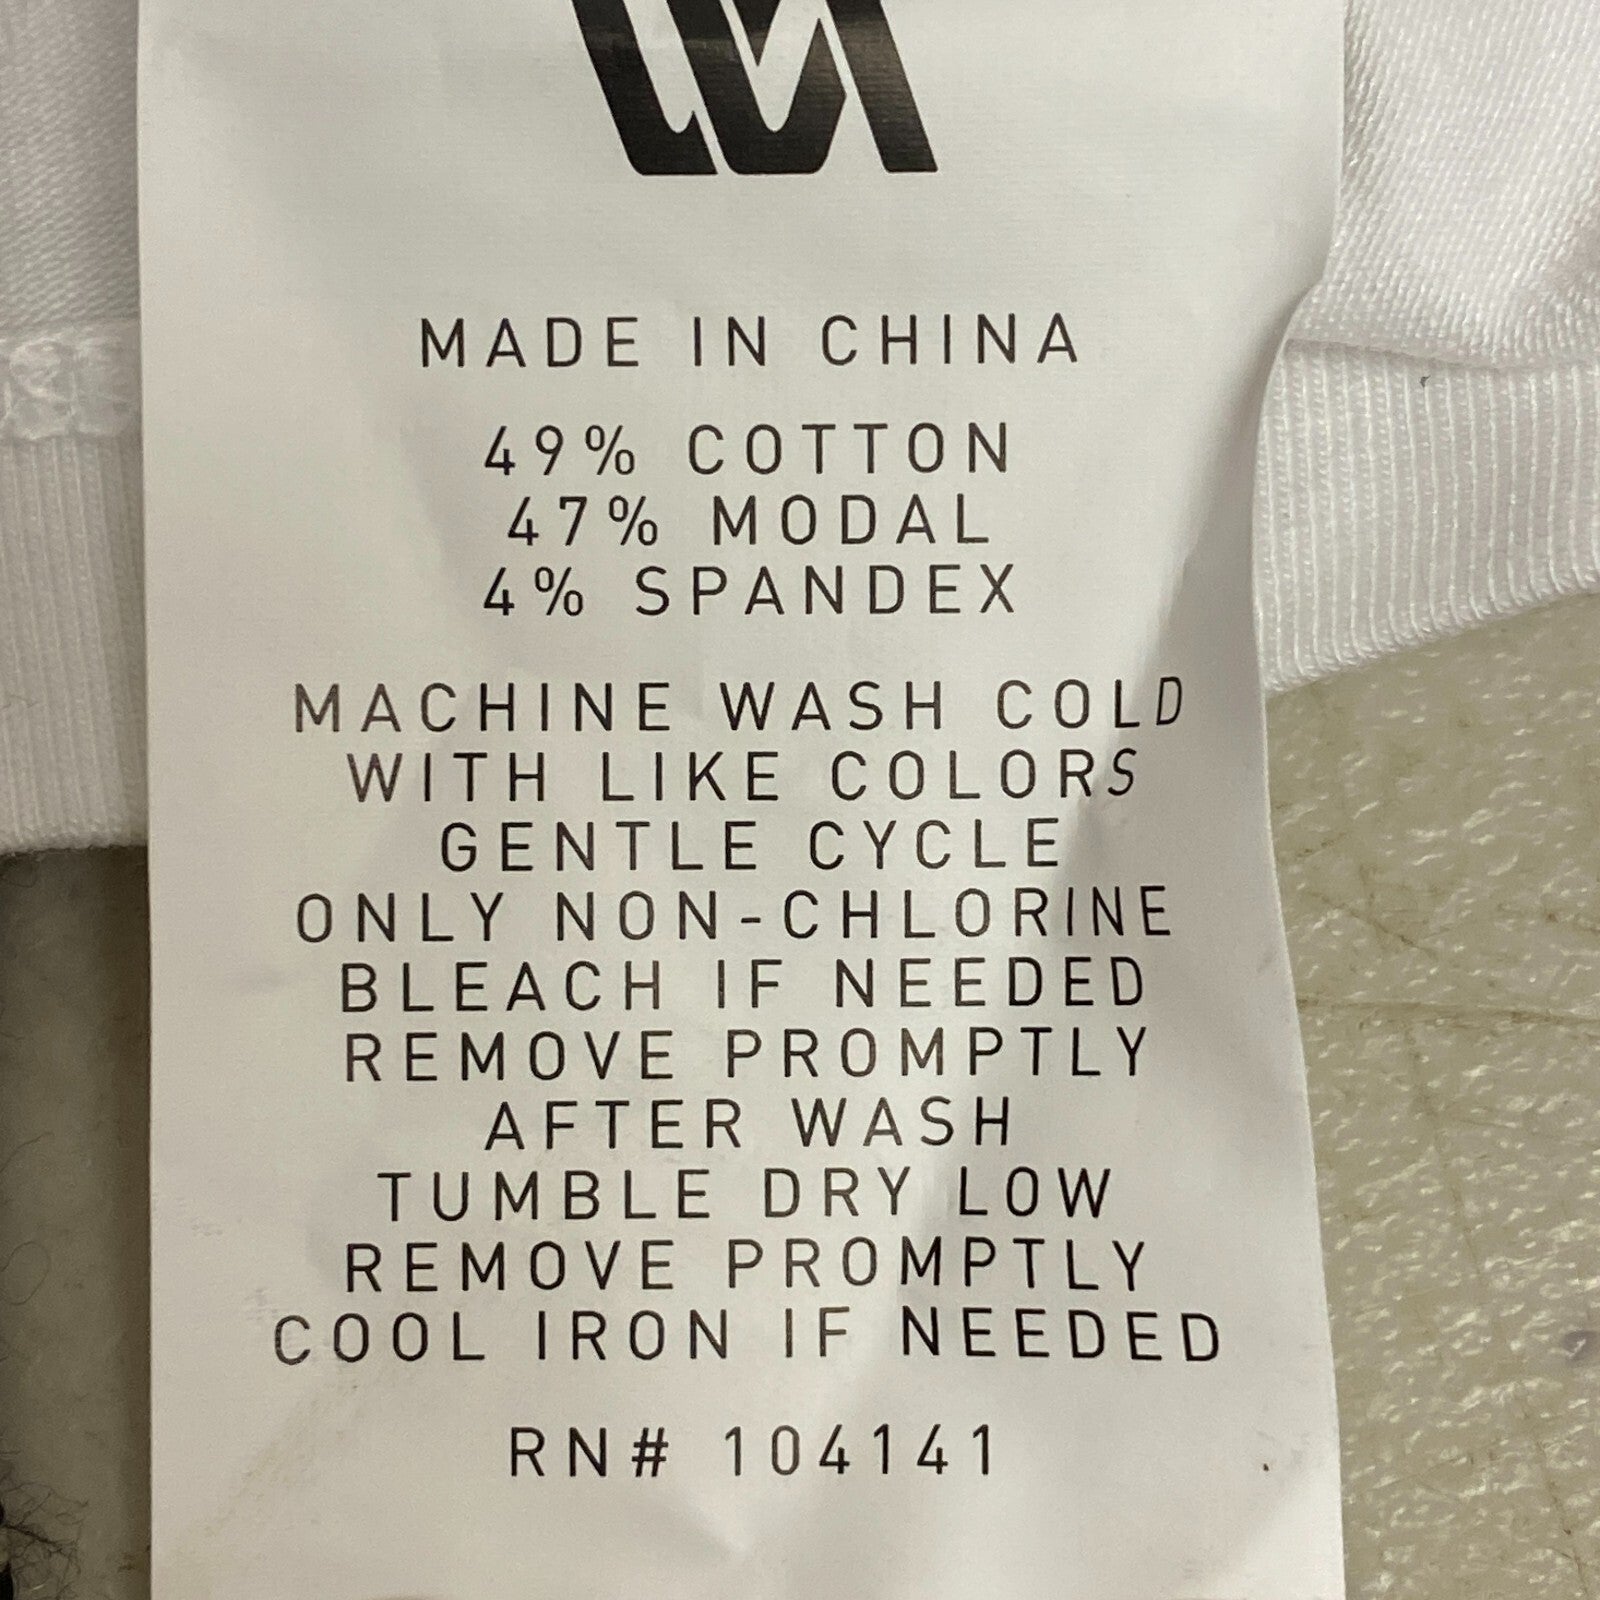 MADE IN CHINA
49% COTTON
47% MODAL
4% SPANDEX
MACHINE WASH COLD
WITH LIKE COLORS
GENTLE CYCLE
ONLY NON-CHLORINE
BLEACH IF NEEDED
REMOVE PROMPTLY
AFTER WASH
TUMBLE DRY LOW
REMOVE PROMPTLY
COOL IRON IF NEEDED
RN# 104141